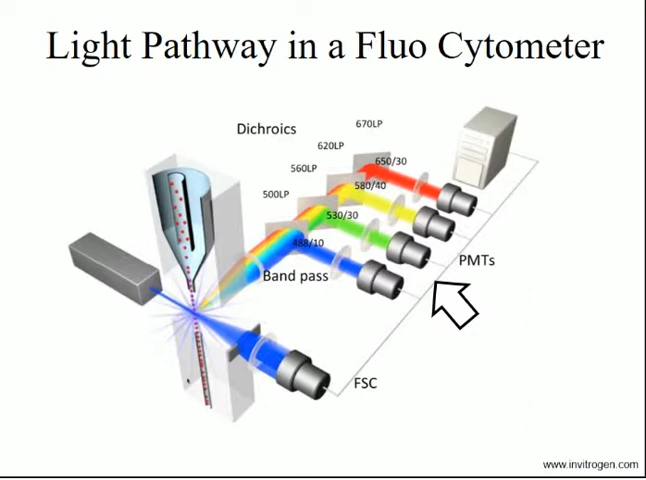 Light Pathway in a Fluo Cytometer
Dichroics
670LP
620LP
560LP
500LP
650/30
580/40
530/30
488/10
Band pass
PMTs
FSC
www.invitrogen.com